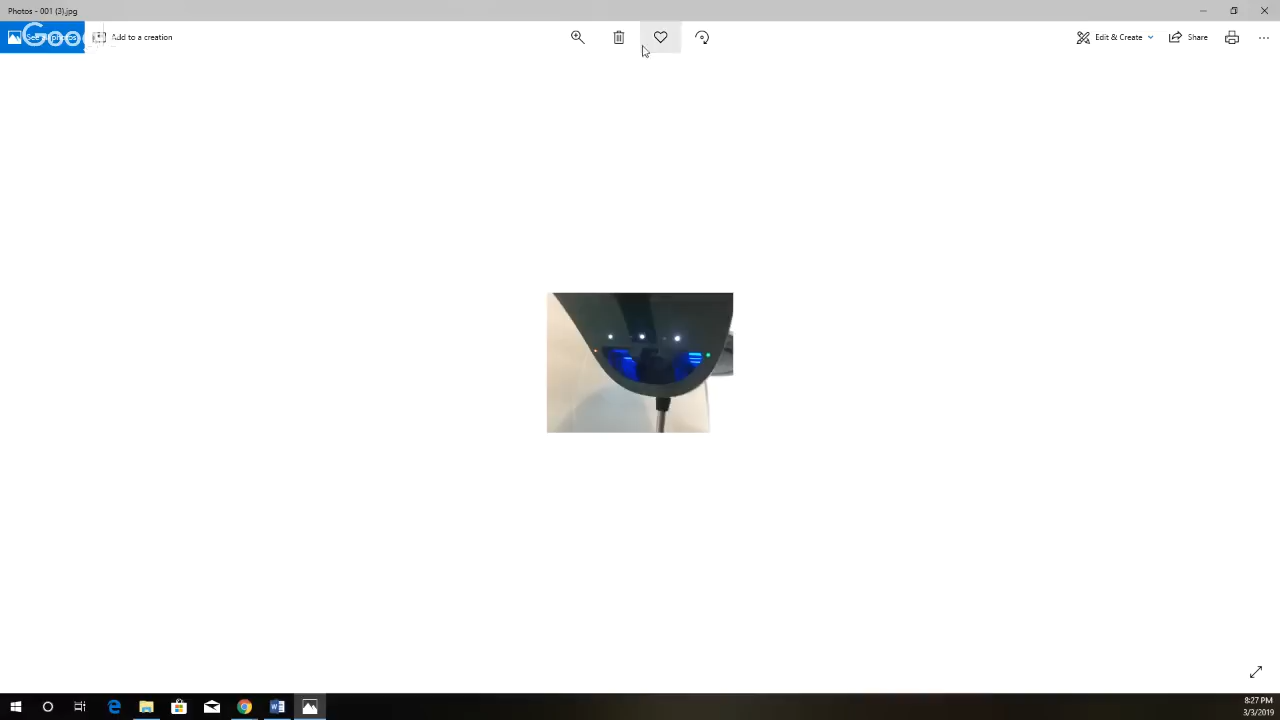 Photos - 001 (3).jpg
Add to a creation
Edit & Create
Share
8:27 PM
3/3/2019